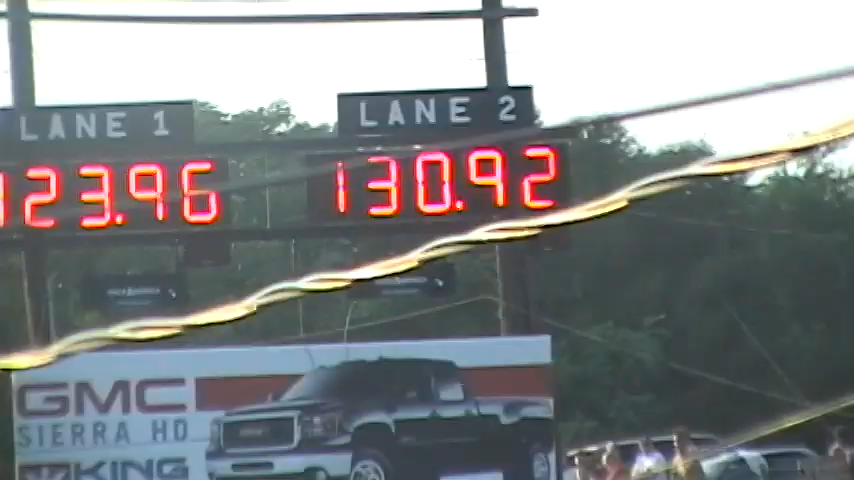 LANE 1
LANE 2
123.96
130.92
GMC
SIERRA HD
KING